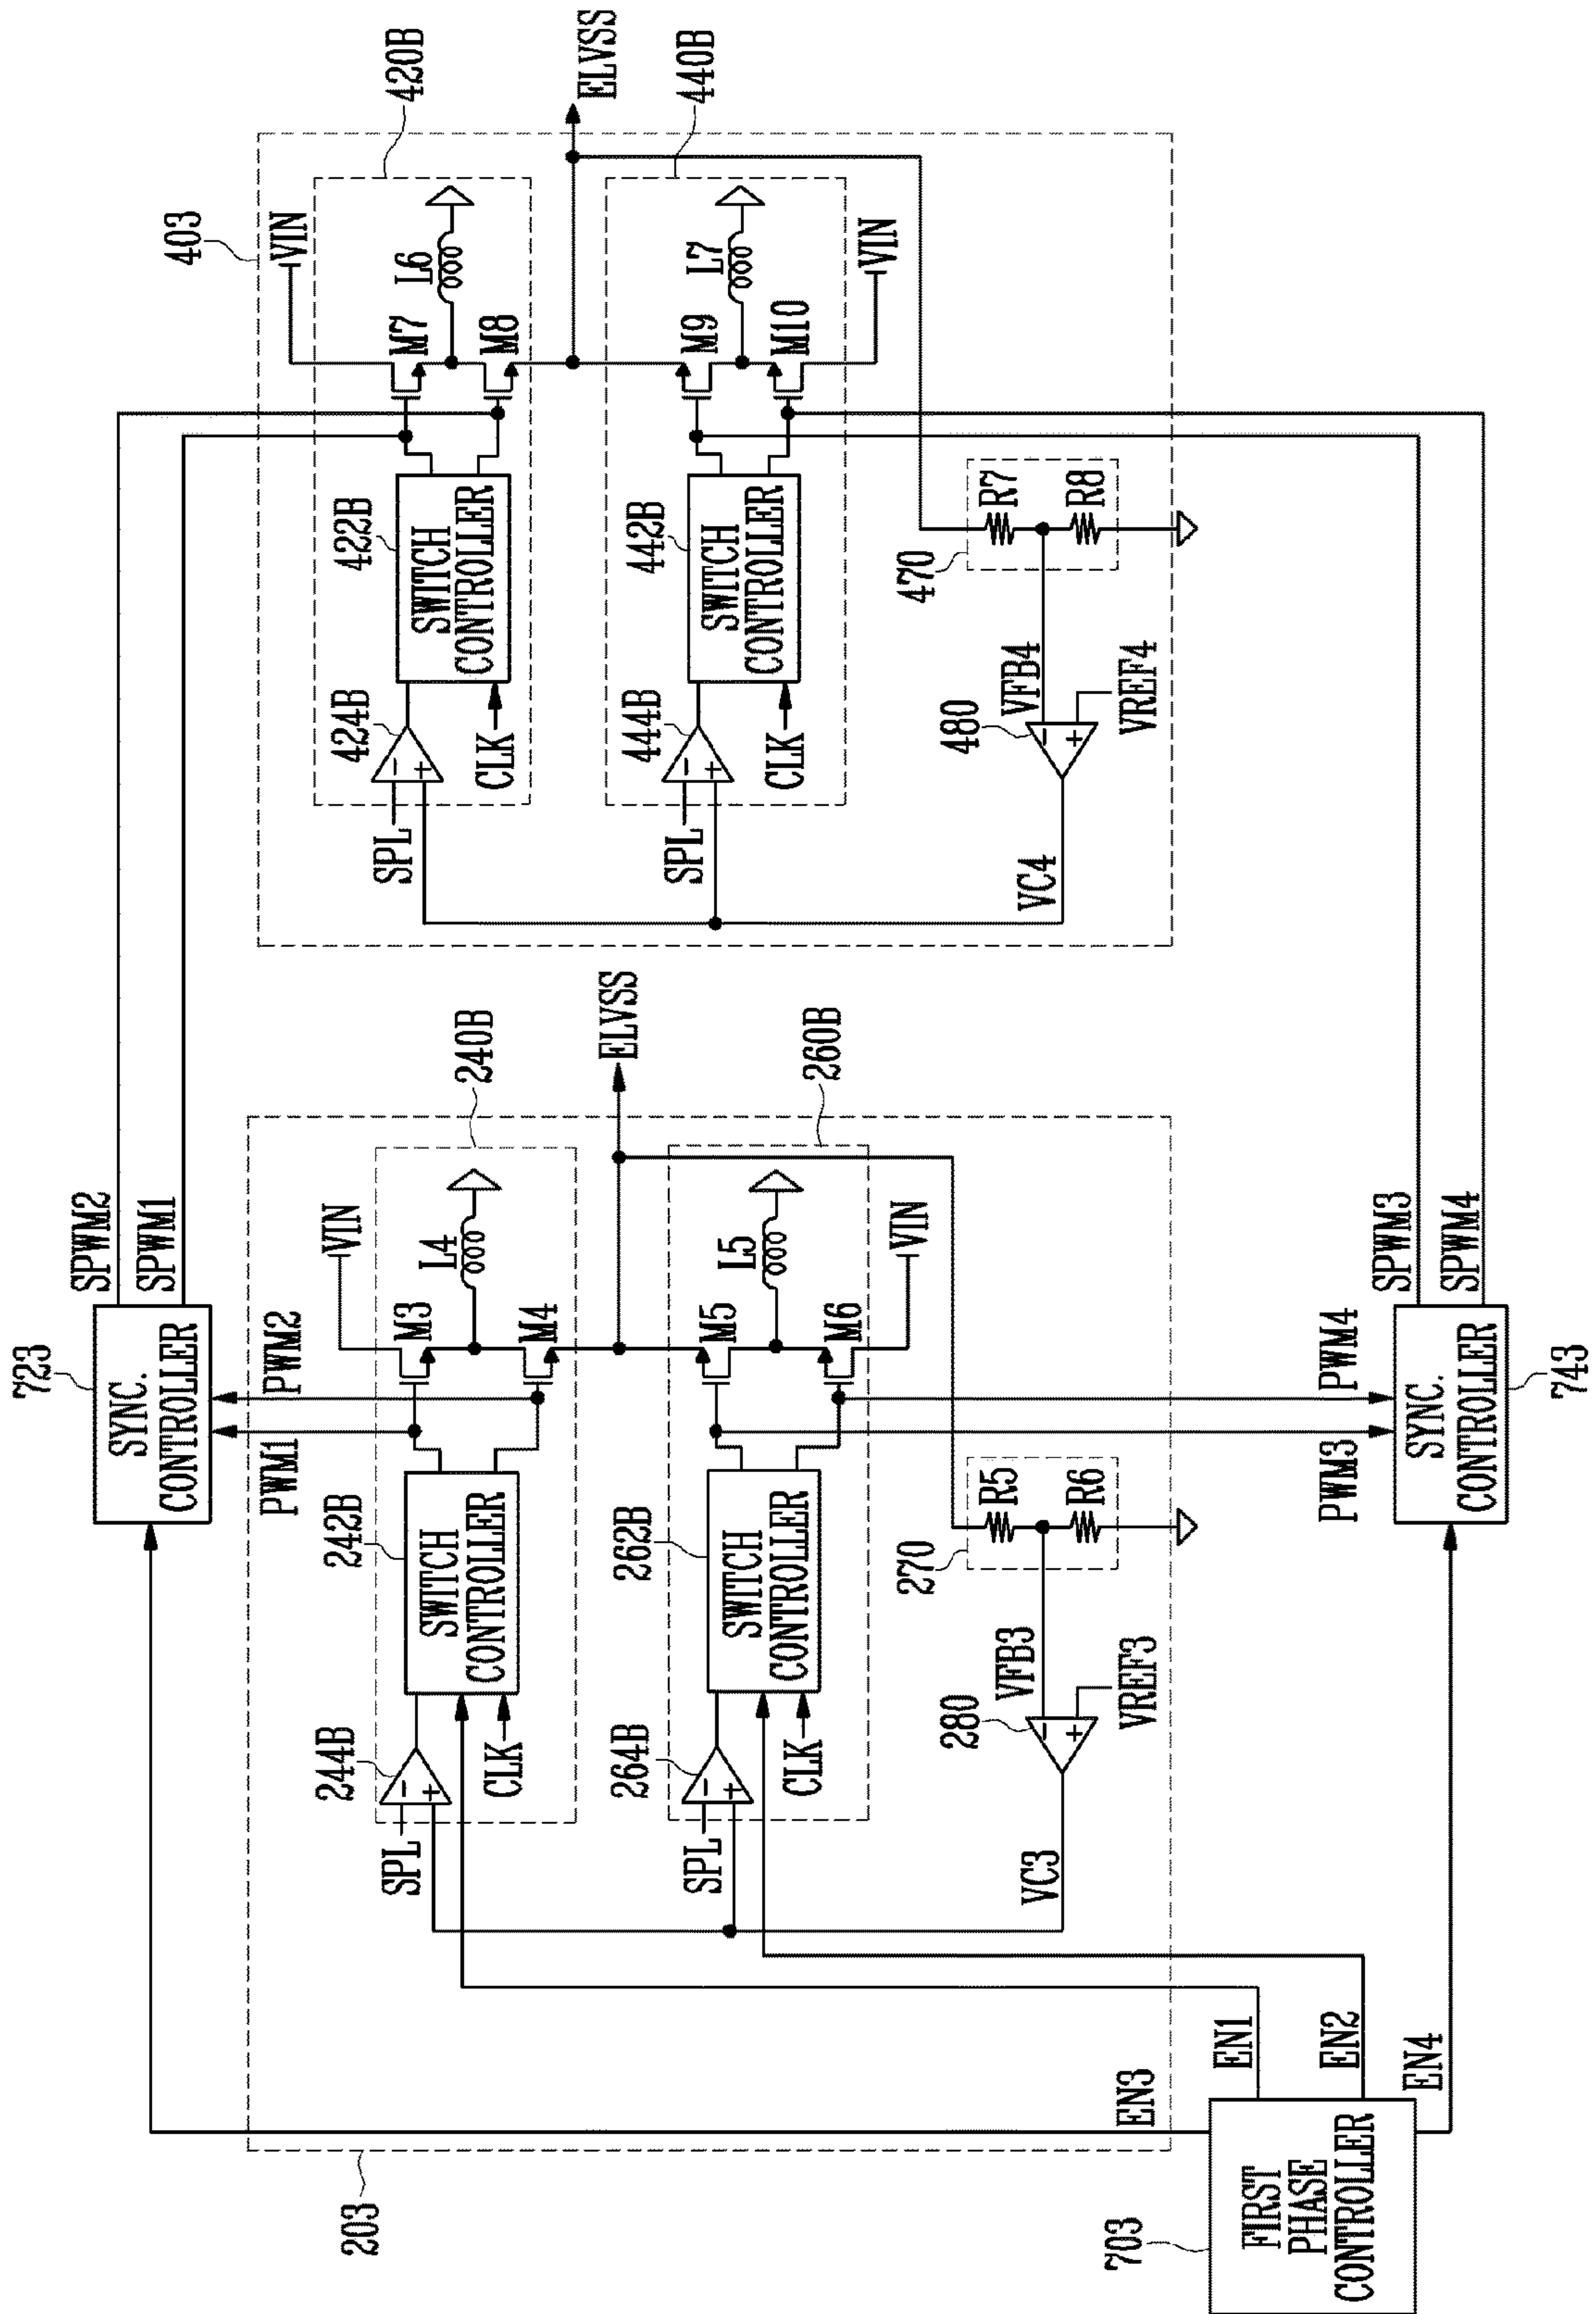 723
SYNC.
CONTROLLER
SPWM2
SPWM1
PWM1
PWM2
203
240B
VIN
L4
M3
M4
242B
SWITCH
CONTROLLER
244B
SPL
CLK
ELVSS
260B
L5
M5
M6
VIN
262B
SWITCH
CONTROLLER
264B
SPL
CLK
270
R5
R6
VFB3
280
VREF3
VC3
EN3
EN1
EN2
EN4
703
FIRST
PHASE
CONTROLLER
PWM3
PWM4
SYNC.
CONTROLLER
743
SPWM3
SPWM4
403
VIN
420B
L6
M7
M8
422B
SWITCH
CONTROLLER
424B
SPL
CLK
ELVSS
440B
L7
M9
M10
VIN
442B
SWITCH
CONTROLLER
444B
SPL
CLK
470
R7
R8
VFB4
480
VREF4
VC4